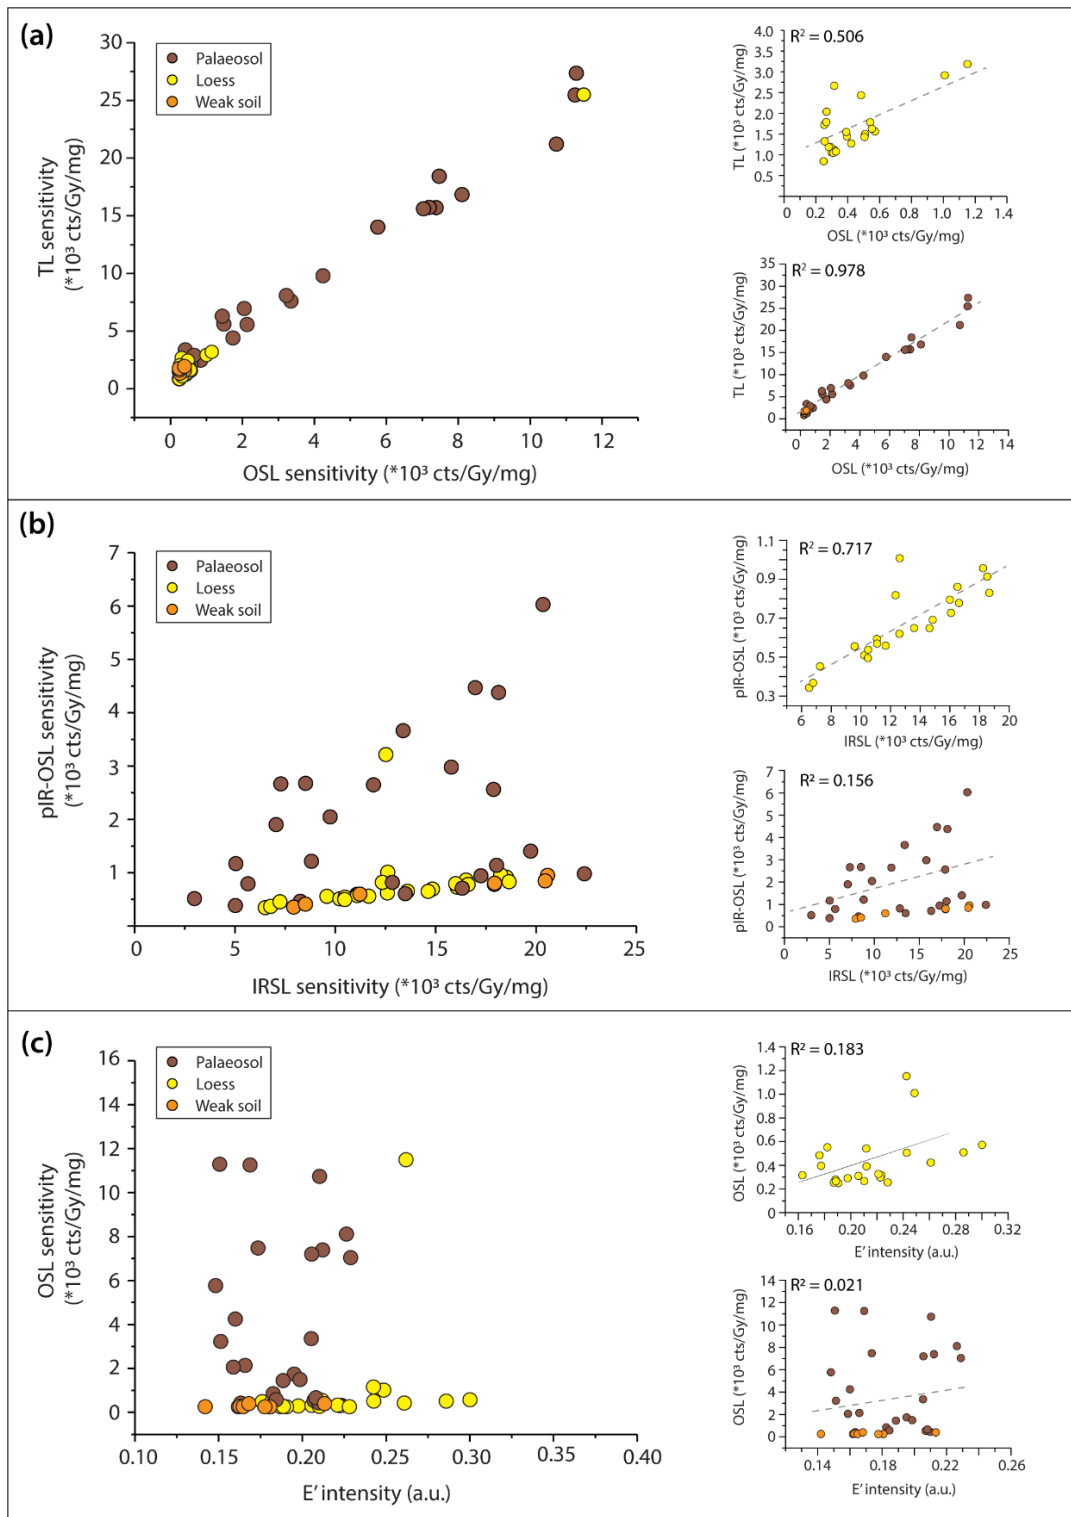 (a)
30
25
20
15
10
5
0
TL sensitivity
(*10³ cts/Gy/mg)
Palaeosol
Loess
Weak soil
0 2 4 6 8 10 12
OSL sensitivity (*10³ cts/Gy/mg)
R² = 0.506
4.0
3.0
2.5
2.0
1.5
1.0
0.5
0
TL (*10³ cts/Gy/mg)
0 0.2 0.4 0.6 0.8 1.0 1.2 1.4
OSL (*10³ cts/Gy/mg)
R² = 0.978
35
30
25
20
15
10
5
0
TL (*10³ cts/Gy/mg)
0 2 4 6 8 10 12 14
OSL (*10³ cts/Gy/mg)
(b)
7
6
5
4
3
2
1
0
pIR-OSL sensitivity
(*10³ cts/Gy/mg)
Palaeosol
Loess
Weak soil
0 5 10 15 20 25
IRSL sensitivity (*10³ cts/Gy/mg)
R² = 0.717
1.1
0.9
0.7
0.5
0.3
pIR-OSL (*10³ cts/Gy/mg)
6 8 10 12 14 16 18 20
IRSL (*10³ cts/Gy/mg)
R² = 0.156
7
6
5
4
3
2
1
0
pIR-OSL (*10³ cts/Gy/mg)
0 5 10 15 20 25
IRSL (*10³ cts/Gy/mg)
(c)
16
14
12
10
8
6
4
2
0
OSL sensitivity
(*10³ cts/Gy/mg)
Palaeosol
Loess
Weak soil
0.10 0.15 0.20 0.25 0.30 0.35 0.40
E′ intensity (a.u.)
R² = 0.183
1.4
1.2
1.0
0.8
0.6
0.4
0.2
0
OSL (*10³ cts/Gy/mg)
0.16 0.20 0.24 0.28 0.32
E′ intensity (a.u.)
R² = 0.021
14
12
10
8
6
4
2
0
OSL (*10³ cts/Gy/mg)
0.14 0.18 0.22 0.26
E′ intensity (a.u.)